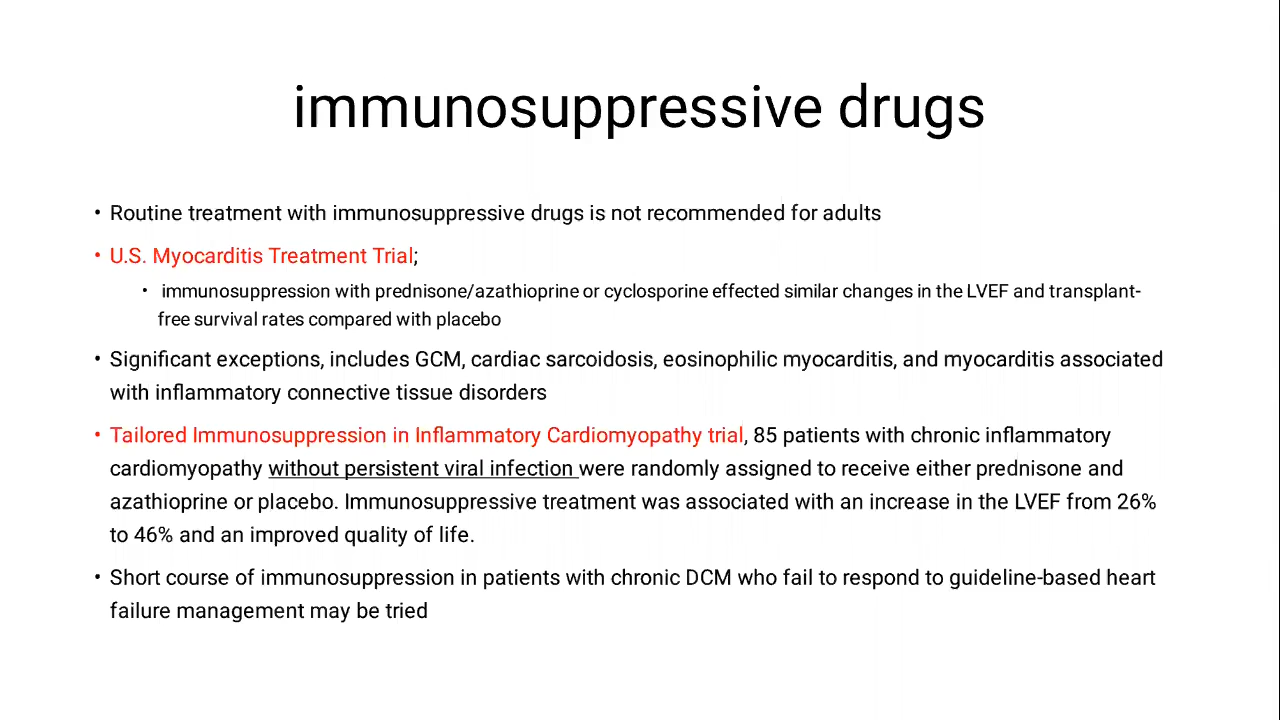 immunosuppressive drugs
• Routine treatment with immunosuppressive drugs is not recommended for adults
• U.S. Myocarditis Treatment Trial;
• immunosuppression with prednisone/azathioprine or cyclosporine effected similar changes in the LVEF and transplant-
free survival rates compared with placebo
• Significant exceptions, includes GCM, cardiac sarcoidosis, eosinophilic myocarditis, and myocarditis associated
with inflammatory connective tissue disorders
• Tailored Immunosuppression in Inflammatory Cardiomyopathy trial, 85 patients with chronic inflammatory
cardiomyopathy without persistent viral infection were randomly assigned to receive either prednisone and
azathioprine or placebo. Immunosuppressive treatment was associated with an increase in the LVEF from 26%
to 46% and an improved quality of life.
• Short course of immunosuppression in patients with chronic DCM who fail to respond to guideline-based heart
failure management may be tried